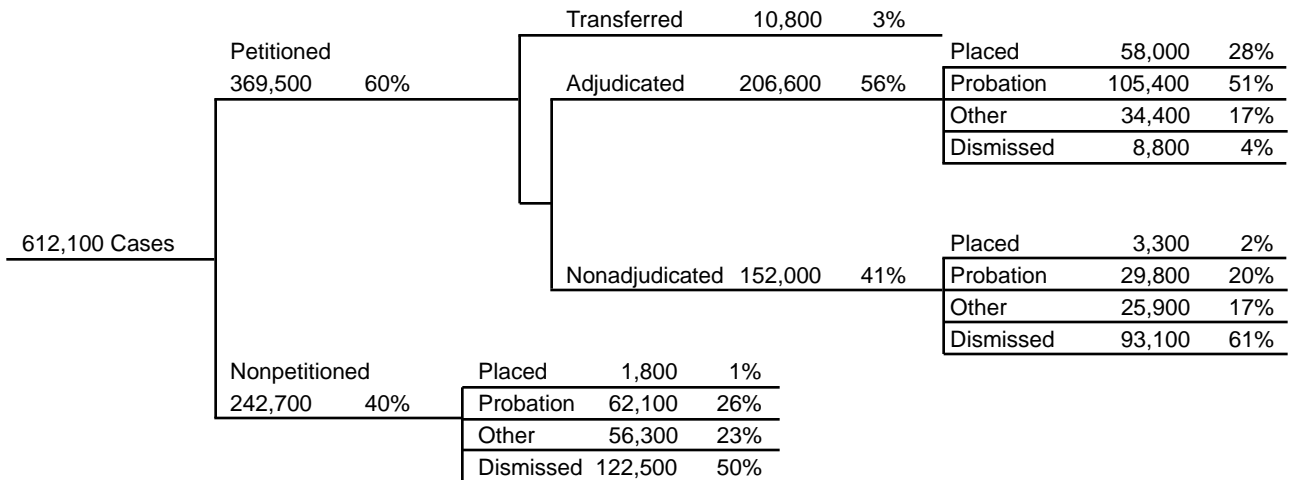 Transferred 10,800 3%
Petitioned
369,500 60%
Adjudicated 206,600 56%
Placed 58,000 28%
Probation 105,400 51%
Other 34,400 17%
Dismissed 8,800 4%
612,100 Cases
Nonadjudicated 152,000 41%
Placed 3,300 2%
Probation 29,800 20%
Other 25,900 17%
Dismissed 93,100 61%
Nonpetitioned
242,700 40%
Placed 1,800 1%
Probation 62,100 26%
Other 56,300 23%
Dismissed 122,500 50%